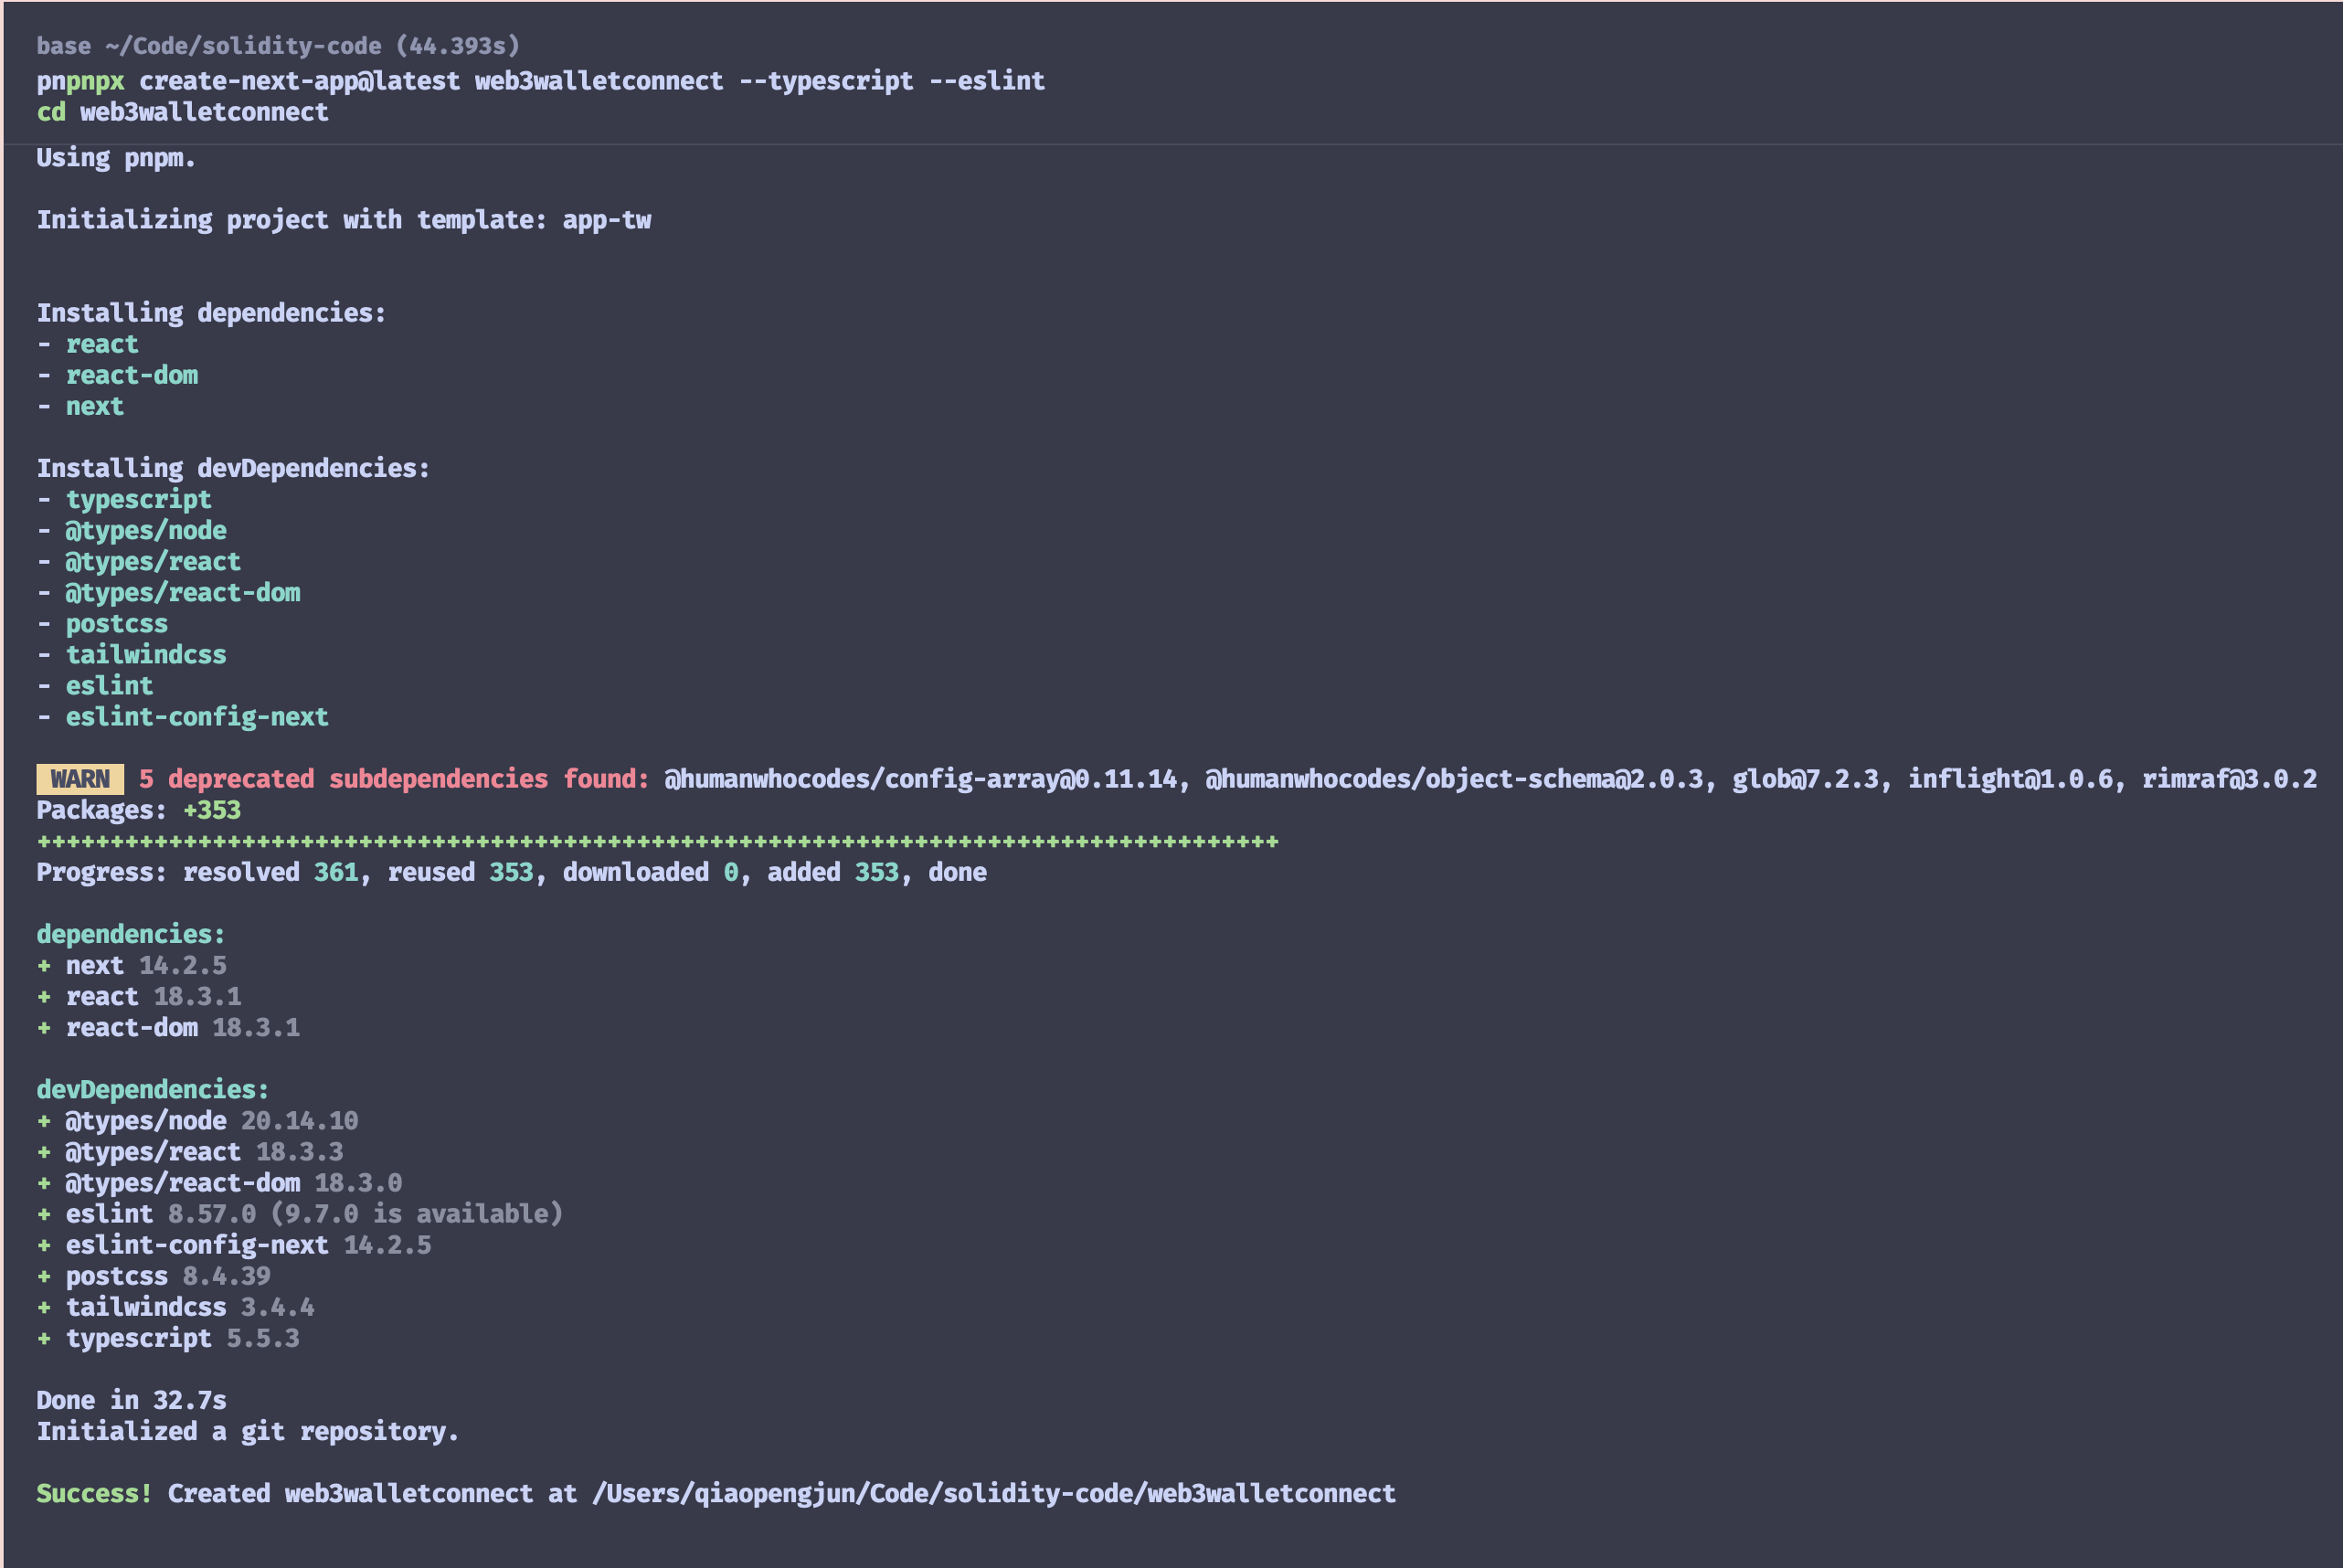 base ~/Code/solidity-code (44.393s)
pnpnpx create-next-app@latest web3walletconnect --typescript --eslint
cd web3walletconnect
Using pnpm.
Initializing project with template: app-tw
Installing dependencies:
- react
- react-dom
- next
Installing devDependencies:
- typescript
- @types/node
- @types/react
- @types/react-dom
- postcss
- tailwindcss
- eslint
- eslint-config-next
WARN 5 deprecated subdependencies found: @humanwhocodes/config-array@0.11.14, @humanwhocodes/object-schema@2.0.3, glob@7.2.3, inflight@1.0.6, rimraf@3.0.2
Packages: +353
+++++++++++++++++++++++++++++++++++++++++++++++++++++++++++++++++++++++++++++++++++++
Progress: resolved 361, reused 353, downloaded 0, added 353, done
dependencies:
+ next 14.2.5
+ react 18.3.1
+ react-dom 18.3.1
devDependencies:
+ @types/node 20.14.10
+ @types/react 18.3.3
+ @types/react-dom 18.3.0
+ eslint 8.57.0 (9.7.0 is available)
+ eslint-config-next 14.2.5
+ postcss 8.4.39
+ tailwindcss 3.4.4
+ typescript 5.5.3
Done in 32.7s
Initialized a git repository.
Success! Created web3walletconnect at /Users/qiaopengjun/Code/solidity-code/web3walletconnect